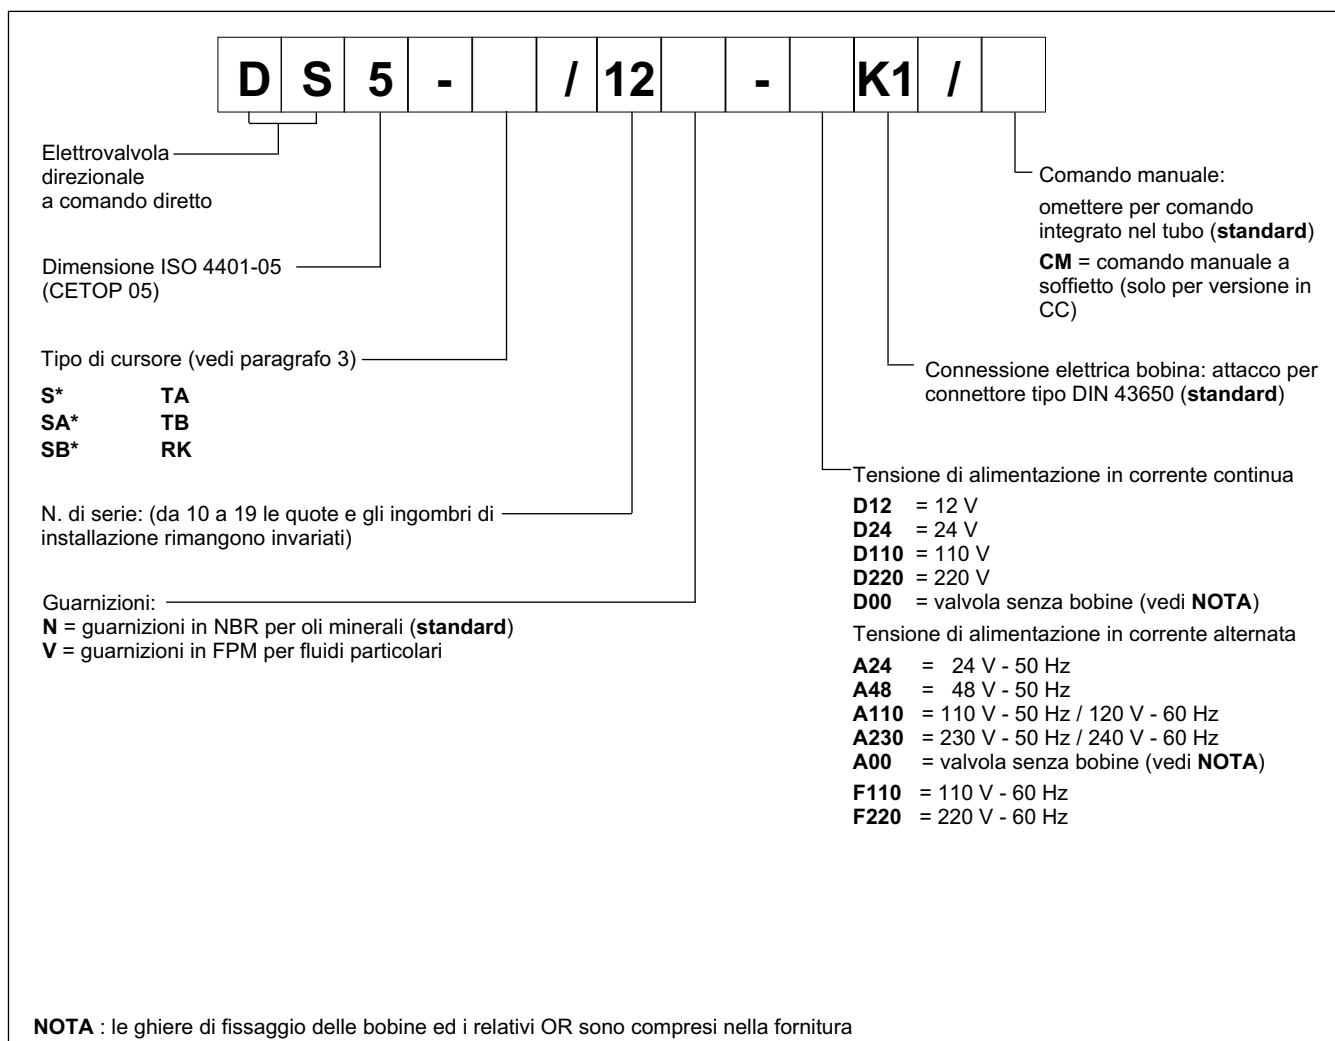 D S 5 - / 12 - K1 /
Elettrovalvola
direzionale
a comando diretto
Dimensione ISO 4401-05
(CETOP 05)
Tipo di cursore (vedi paragrafo 3)
S* TA
SA* TB
SB* RK
N. di serie: (da 10 a 19 le quote e gli ingombri di
installazione rimangono invariati)
Guarnizioni:
N = guarnizioni in NBR per oli minerali (standard)
V = guarnizioni in FPM per fluidi particolari
Comando manuale:
omettere per comando
integrato nel tubo (standard)
CM = comando manuale a
soffietto (solo per versione in
CC)
Connessione elettrica bobina: attacco per
connettore tipo DIN 43650 (standard)
Tensione di alimentazione in corrente continua
D12 = 12 V
D24 = 24 V
D110 = 110 V
D220 = 220 V
D00 = valvola senza bobine (vedi NOTA)
Tensione di alimentazione in corrente alternata
A24 = 24 V - 50 Hz
A48 = 48 V - 50 Hz
A110 = 110 V - 50 Hz / 120 V - 60 Hz
A230 = 230 V - 50 Hz / 240 V - 60 Hz
A00 = valvola senza bobine (vedi NOTA)
F110 = 110 V - 60 Hz
F220 = 220 V - 60 Hz
NOTA : le ghiere di fissaggio delle bobine ed i relativi OR sono compresi nella fornitura